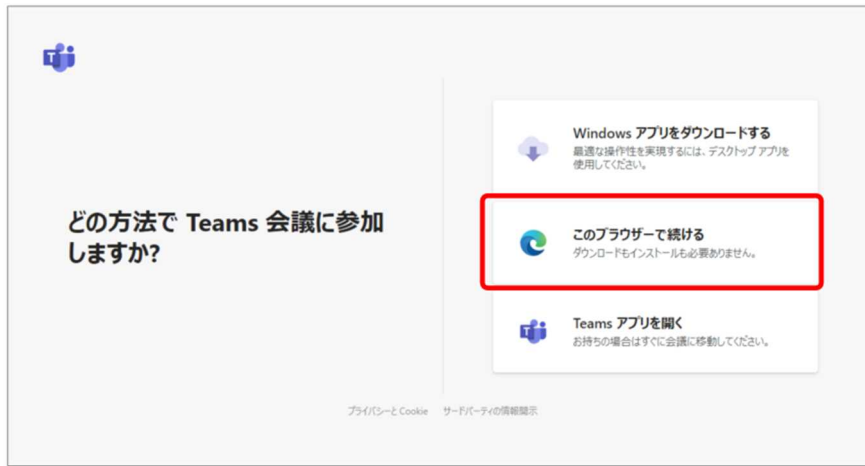 どの方法で Teams 会議に参加
しますか?
Windows アプリをダウンロードする
最適な操作性を実現するには、デスクトップ アプリを
使用してください。
このブラウザーで続ける
ダウンロードもインストールも必要ありません。
Teams アプリを開く
お持ちの場合はすぐに会議に移動してください。
プライバシーと Cookie サードパーティの情報開示